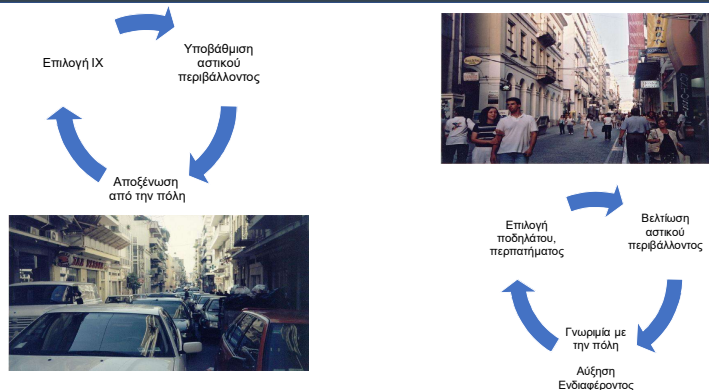 Επιλογή ΙΧ
Υποβάθμιση
αστικού
περιβάλλοντος
Αποξένωση
από την πόλη
Επιλογή
ποδηλάτου,
περπατήματος
Βελτίωση
αστικού
περιβάλλοντος
Γνωριμία με
την πόλη
Αύξηση
Ενδιαφέροντος